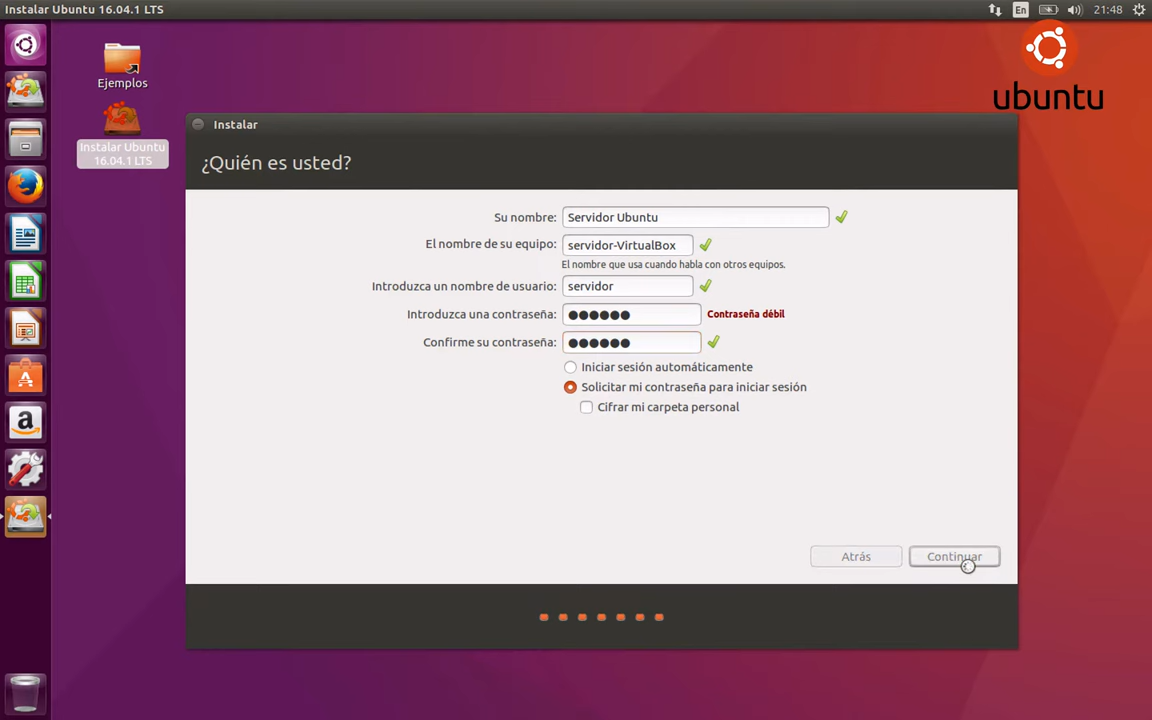 Instalar Ubuntu 16.04.1 LTS
En
21:48
Ejemplos
ubuntu
Instalar Ubuntu
16.04.1 LTS
Instalar
¿Quién es usted?
Su nombre: Servidor Ubuntu
El nombre de su equipo: servidor-VirtualBox
El nombre que usa cuando habla con otros equipos.
Introduzca un nombre de usuario: servidor
Introduzca una contraseña: ●●●●●● Contraseña débil
Confirme su contraseña: ●●●●●●
Iniciar sesión automáticamente
Solicitar mi contraseña para iniciar sesión
Cifrar mi carpeta personal
Atrás
Continuar